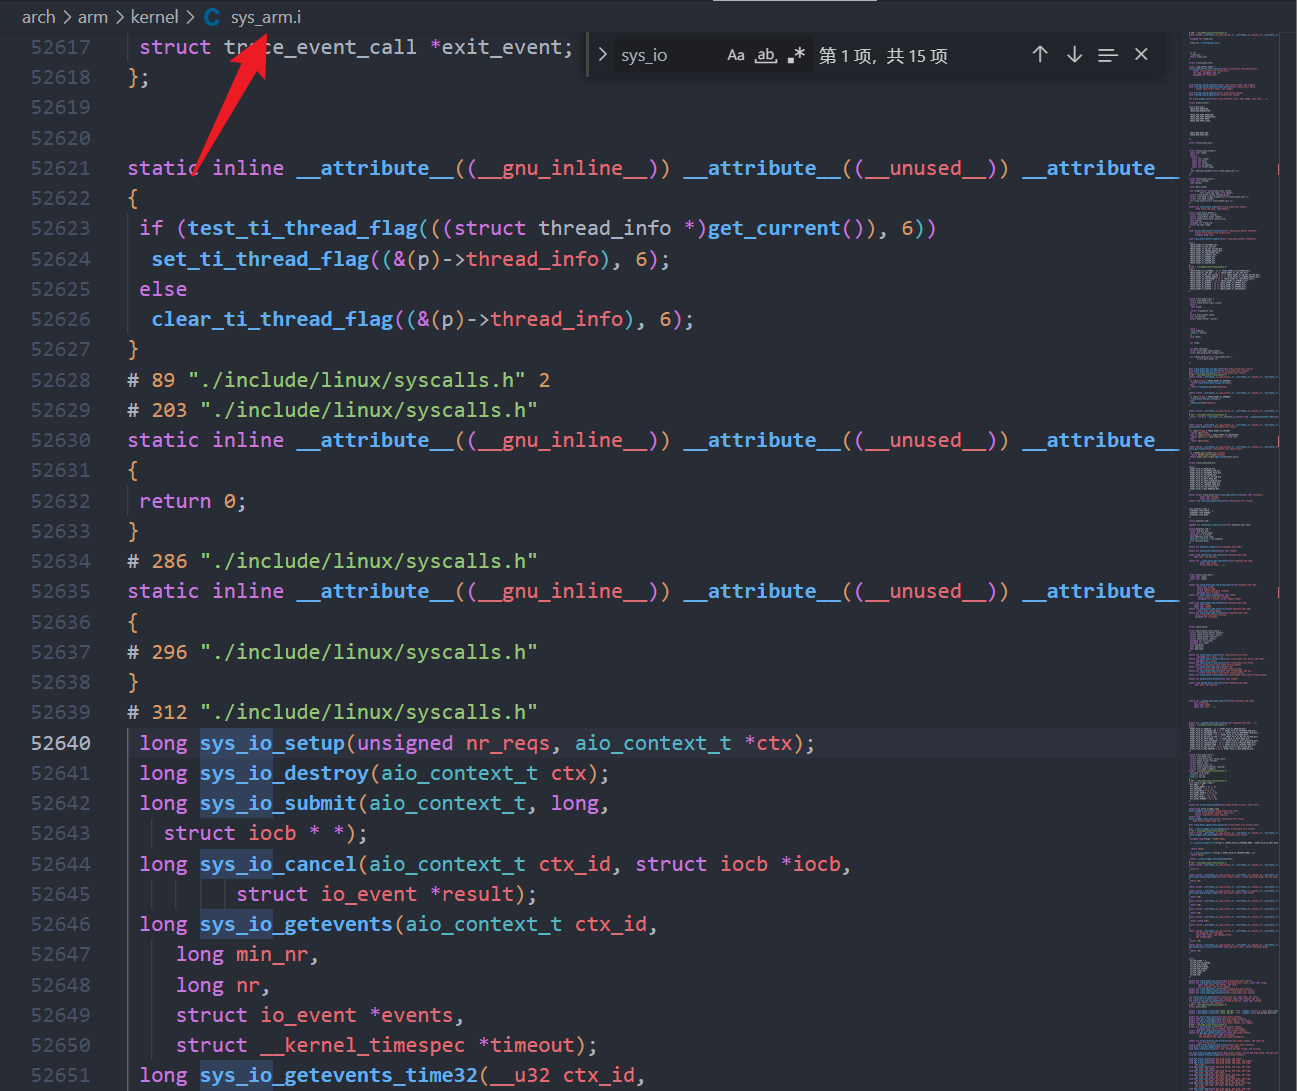 arch > arm > kernel > C sys_arm.i
sys_io Aa ab .* 第 1 项，共 15 项
52617 struct trace_event_call *exit_event;
52618 };
52619
52620
52621 static inline __attribute__((__gnu_inline__)) __attribute__((__unused__)) __attribute__
52622 {
52623 if (test_ti_thread_flag(((struct thread_info *)get_current()), 6))
52624 set_ti_thread_flag((&(p)->thread_info), 6);
52625 else
52626 clear_ti_thread_flag((&(p)->thread_info), 6);
52627 }
52628 # 89 "./include/linux/syscalls.h" 2
52629 # 203 "./include/linux/syscalls.h"
52630 static inline __attribute__((__gnu_inline__)) __attribute__((__unused__)) __attribute__
52631 {
52632 return 0;
52633 }
52634 # 286 "./include/linux/syscalls.h"
52635 static inline __attribute__((__gnu_inline__)) __attribute__((__unused__)) __attribute__
52636 {
52637 # 296 "./include/linux/syscalls.h"
52638 }
52639 # 312 "./include/linux/syscalls.h"
52640 long sys_io_setup(unsigned nr_reqs, aio_context_t *ctx);
52641 long sys_io_destroy(aio_context_t ctx);
52642 long sys_io_submit(aio_context_t, long,
52643 struct iocb * *);
52644 long sys_io_cancel(aio_context_t ctx_id, struct iocb *iocb,
52645 struct io_event *result);
52646 long sys_io_getevents(aio_context_t ctx_id,
52647 long min_nr,
52648 long nr,
52649 struct io_event *events,
52650 struct __kernel_timespec *timeout);
52651 long sys_io_getevents_time32(__u32 ctx_id,